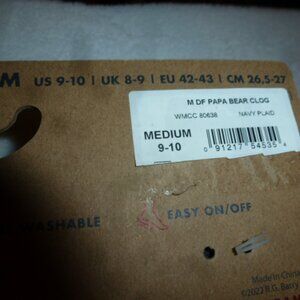 M US 9-10 | UK 8-9 | EU 42-43 | CM 26,5-27
M DF PAPA BEAR CLOG
WMCC 80638 NAVY PLAID
MEDIUM
9-10
0 91217 54535 4
WASHABLE
EASY ON/OFF
Made in China
©2022 R.G. Barry